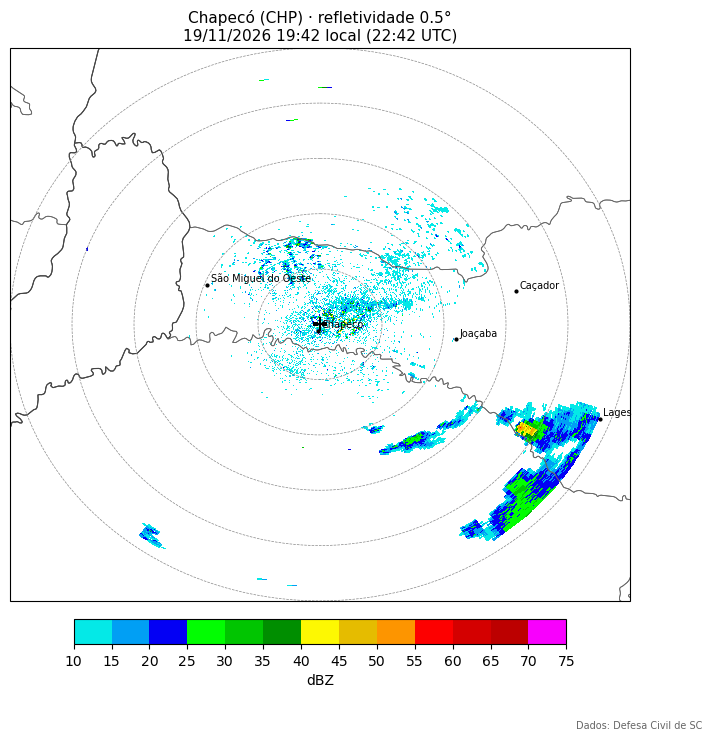 Chapecó (CHP) · refletividade 0.5°
19/11/2026 19:42 local (22:42 UTC)
São Miguel do Oeste
Caçador
Chapecó
Joaçaba
Lages
10 15 20 25 30 35 40 45 50 55 60 65 70 75
dBZ
Dados: Defesa Civil de SC